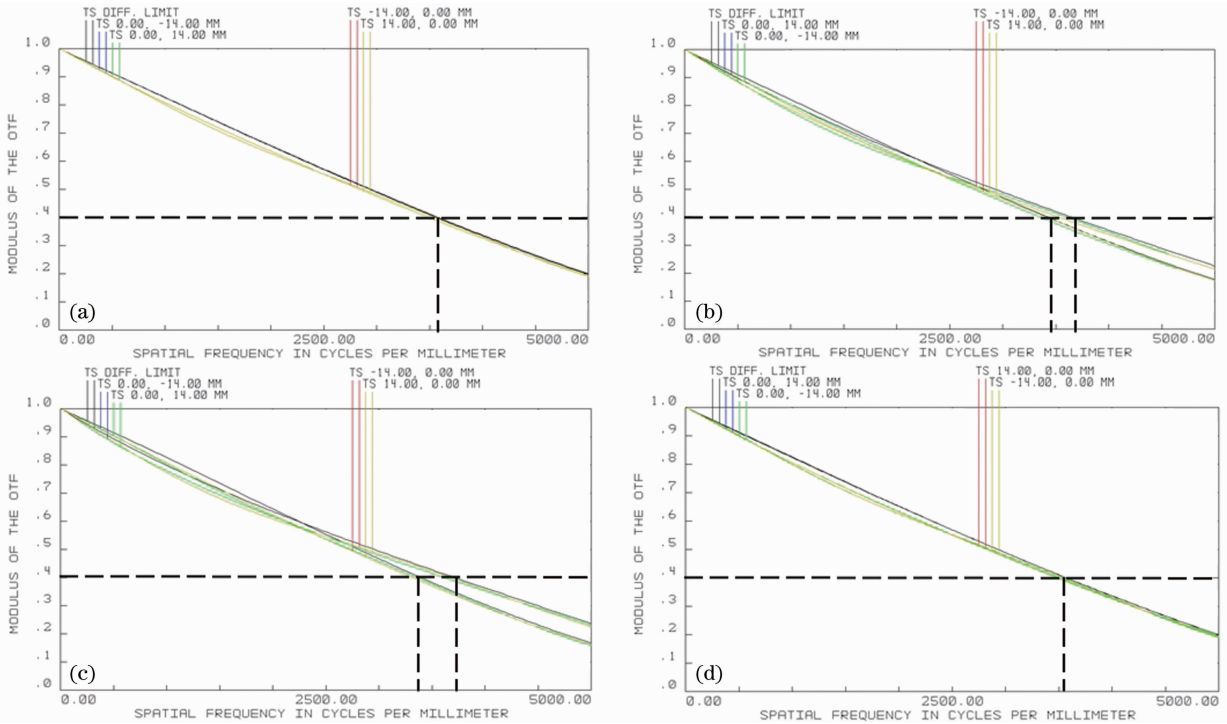 TS DIFF. LIMIT
TS 0.00, -14.00 MM
TS 0.00, 14.00 MM
TS -14.00, 0.00 MM
TS 14.00, 0.00 MM
1.0
.9
.8
.7
.6
.5
.4
.3
.2
.1
.0
MODULUS OF THE OTF
(a)
0.00 2500.00 5000.00
SPATIAL FREQUENCY IN CYCLES PER MILLIMETER
TS DIFF. LIMIT
TS 0.00, 14.00 MM
TS 0.00, -14.00 MM
TS -14.00, 0.00 MM
TS 14.00, 0.00 MM
1.0
.9
.8
.7
.6
.5
.4
.3
.2
.1
.0
MODULUS OF THE OTF
(b)
0.00 2500.00 5000.00
SPATIAL FREQUENCY IN CYCLES PER MILLIMETER
TS DIFF. LIMIT
TS 0.00, -14.00 MM
TS 0.00, 14.00 MM
TS -14.00, 0.00 MM
TS 14.00, 0.00 MM
1.0
.9
.8
.7
.6
.5
.4
.3
.2
.1
.0
MODULUS OF THE OTF
(c)
0.00 2500.00 5000.00
SPATIAL FREQUENCY IN CYCLES PER MILLIMETER
TS DIFF. LIMIT
TS 0.00, 14.00 MM
TS 0.00, -14.00 MM
TS 14.00, 0.00 MM
TS -14.00, 0.00 MM
1.0
.9
.8
.7
.6
.5
.4
.3
.2
.1
.0
MODULUS OF THE OTF
(d)
0.00 2500.00 5000.00
SPATIAL FREQUENCY IN CYCLES PER MILLIMETER